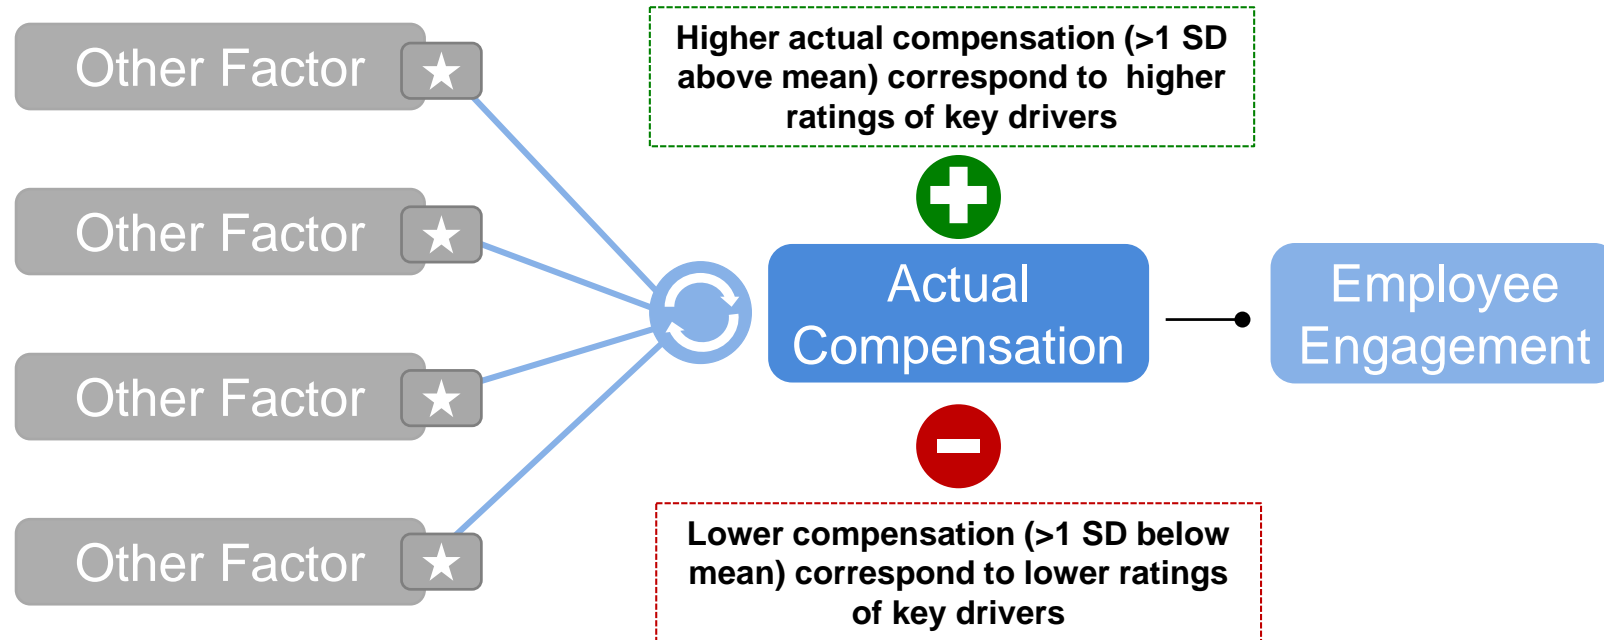 Other Factor
Other Factor
Other Factor
Other Factor
Higher actual compensation (>1 SD
above mean) correspond to  higher
ratings of key drivers
Actual
Compensation
Employee
Engagement
Lower compensation (>1 SD below
mean) correspond to lower ratings
of key drivers